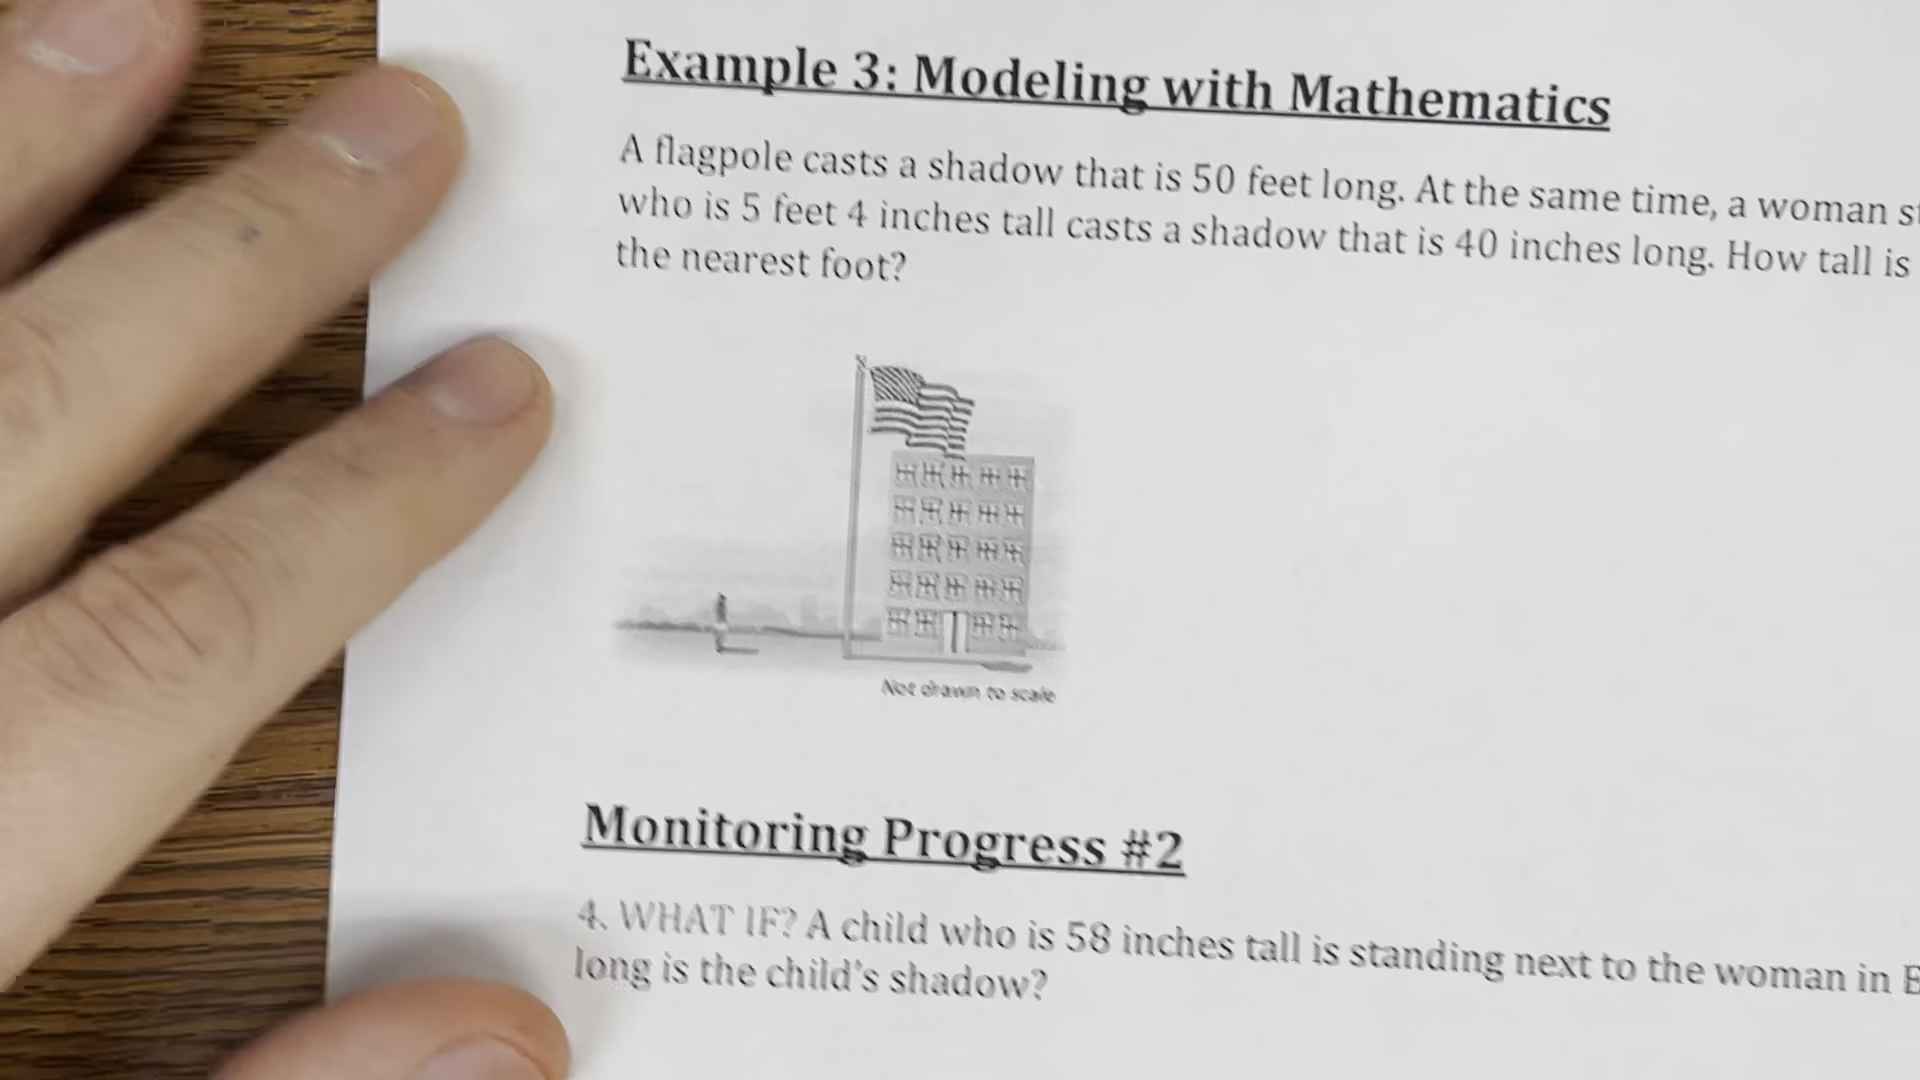 Example 3: Modeling with Mathematics
A flagpole casts a shadow that is 50 feet long. At the same time, a woman
who is 5 feet 4 inches tall casts a shadow that is 40 inches long. How tall is
the nearest foot?
Not drawn to scale
Monitoring Progress #2
4. WHAT IF? A child who is 58 inches tall is standing next to the woman in
long is the child's shadow?